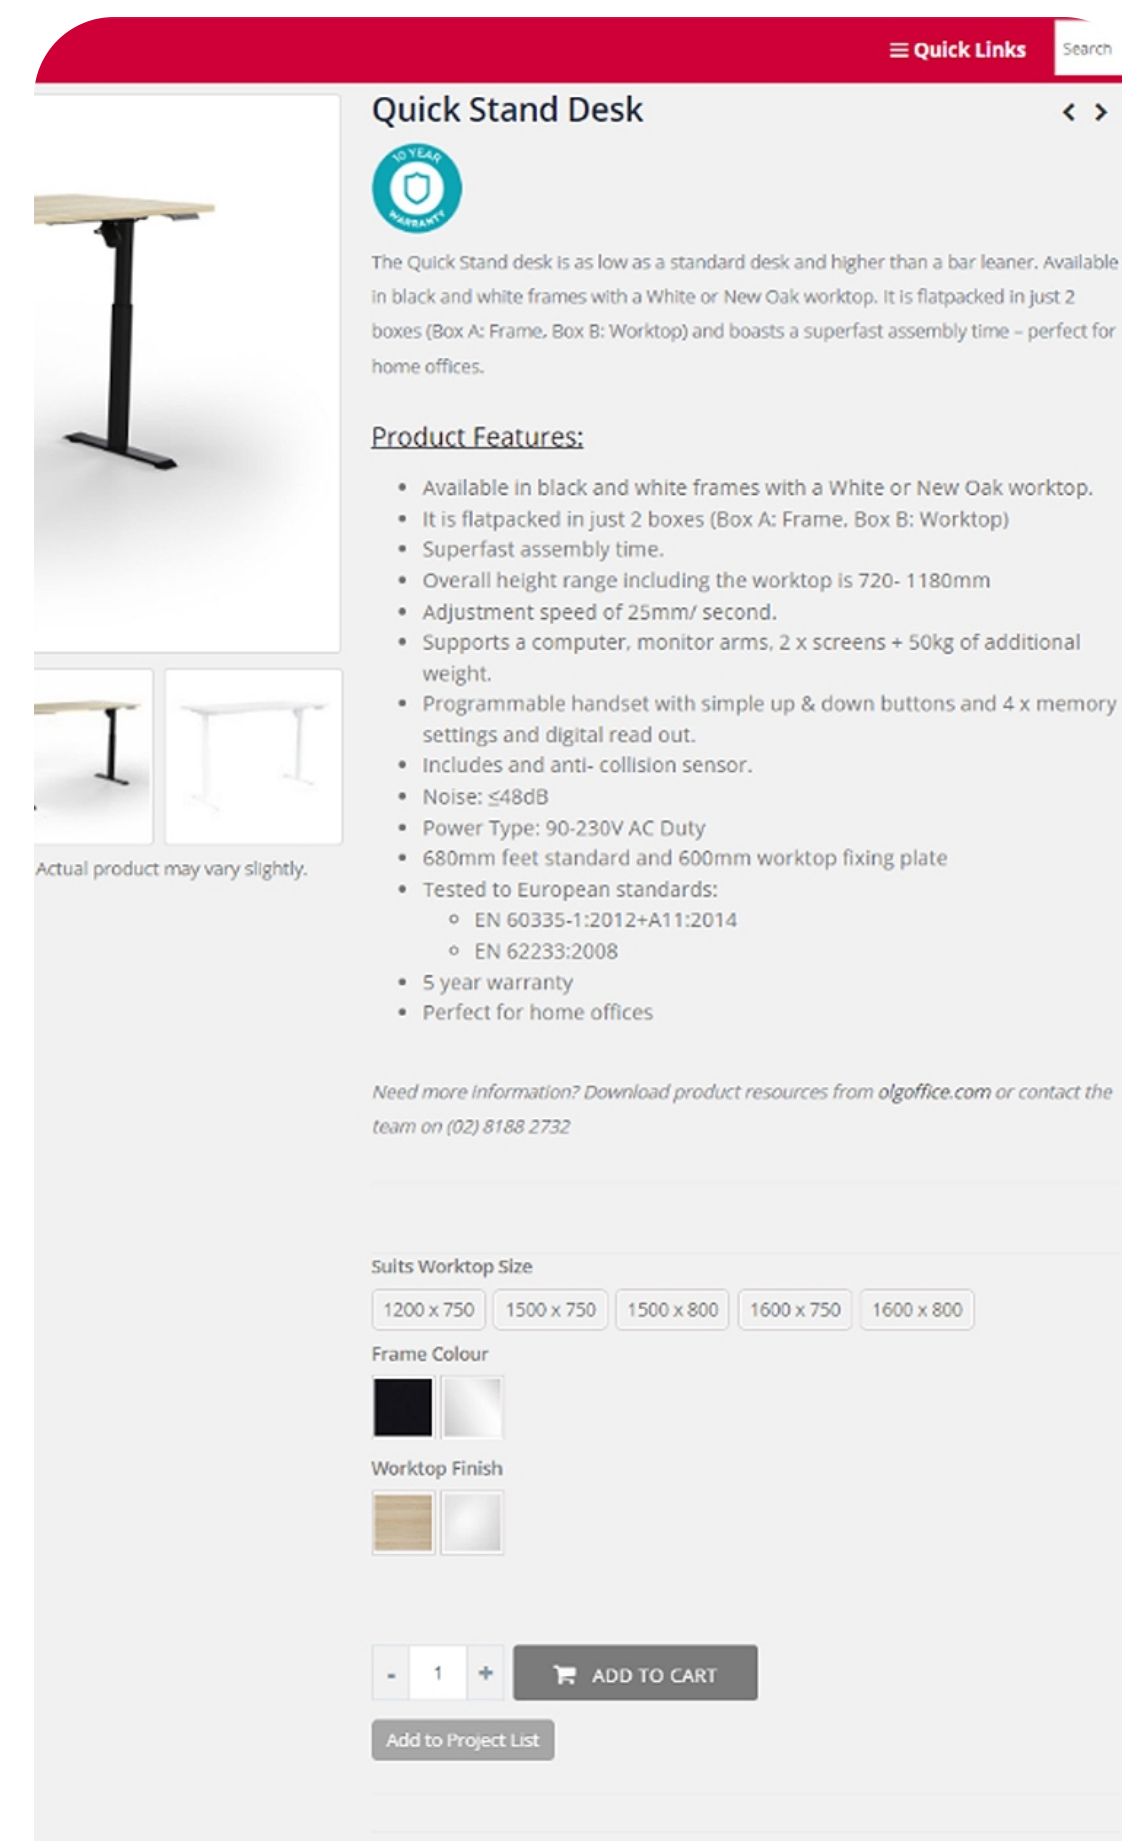 Quick Links
Search
Quick Stand Desk
10 YEAR
WARRANTY
The Quick Stand desk is as low as a standard desk and higher than a bar leaner. Available
in black and white frames with a White or New Oak worktop. It is flatpacked in just 2
boxes (Box A: Frame, Box B: Worktop) and boasts a superfast assembly time – perfect for
home offices.
Product Features:
• Available in black and white frames with a White or New Oak worktop.
• It is flatpacked in just 2 boxes (Box A: Frame, Box B: Worktop)
• Superfast assembly time.
• Overall height range including the worktop is 720- 1180mm
• Adjustment speed of 25mm/ second.
• Supports a computer, monitor arms, 2 x screens + 50kg of additional
weight.
• Programmable handset with simple up & down buttons and 4 x memory
settings and digital read out.
• Includes and anti- collision sensor.
• Noise: ≤48dB
• Power Type: 90-230V AC Duty
• 680mm feet standard and 600mm worktop fixing plate
• Tested to European standards:
◦ EN 60335-1:2012+A11:2014
◦ EN 62233:2008
• 5 year warranty
• Perfect for home offices
Actual product may vary slightly.
Need more information? Download product resources from olgoffice.com or contact the
team on (02) 8188 2732
Suits Worktop Size
1200 x 750 1500 x 750 1500 x 800 1600 x 750 1600 x 800
Frame Colour
Worktop Finish
- 1 + ADD TO CART
Add to Project List